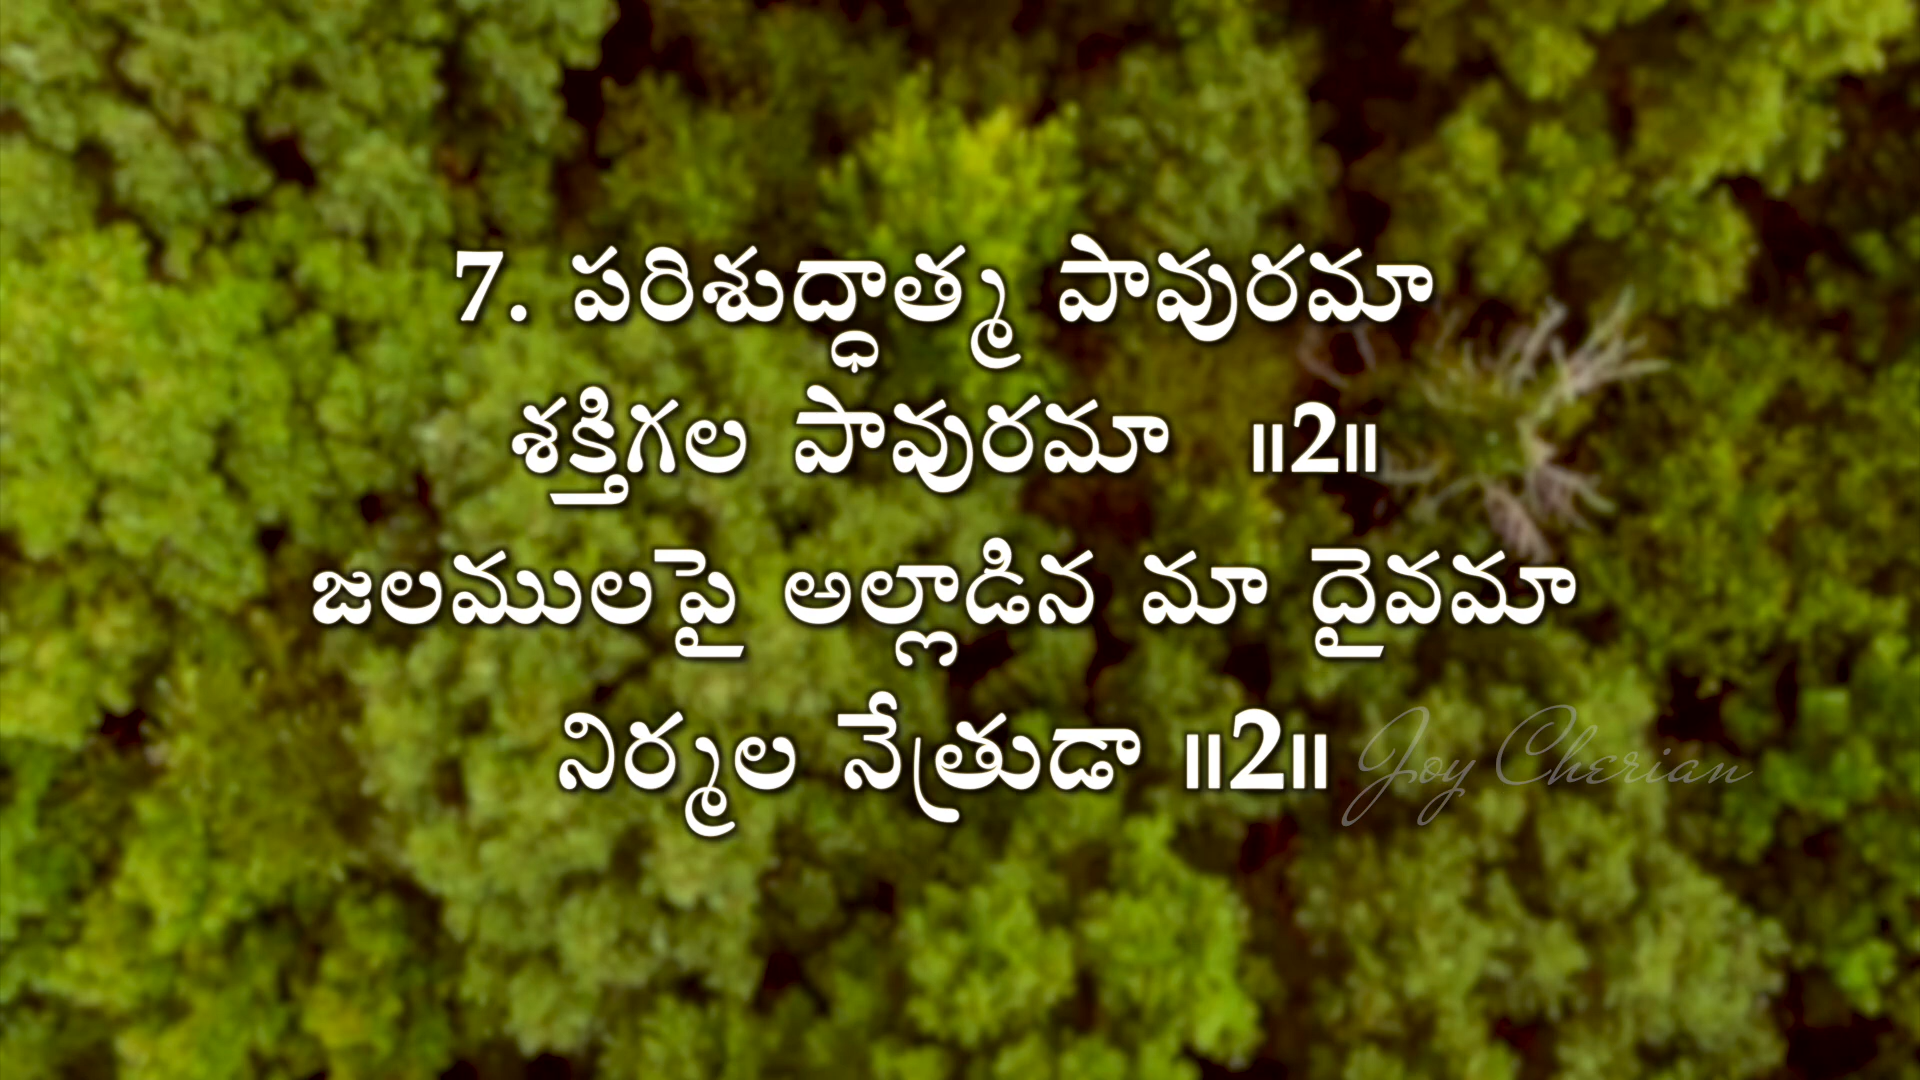 7. పరిశుద్ధాత్మ పావురమా
శక్తిగల పావురమా ॥2॥
జలములపై అల్లాడిన మా దైవమా
నిర్మల నేత్రుడా ॥2॥
Joy Cherian